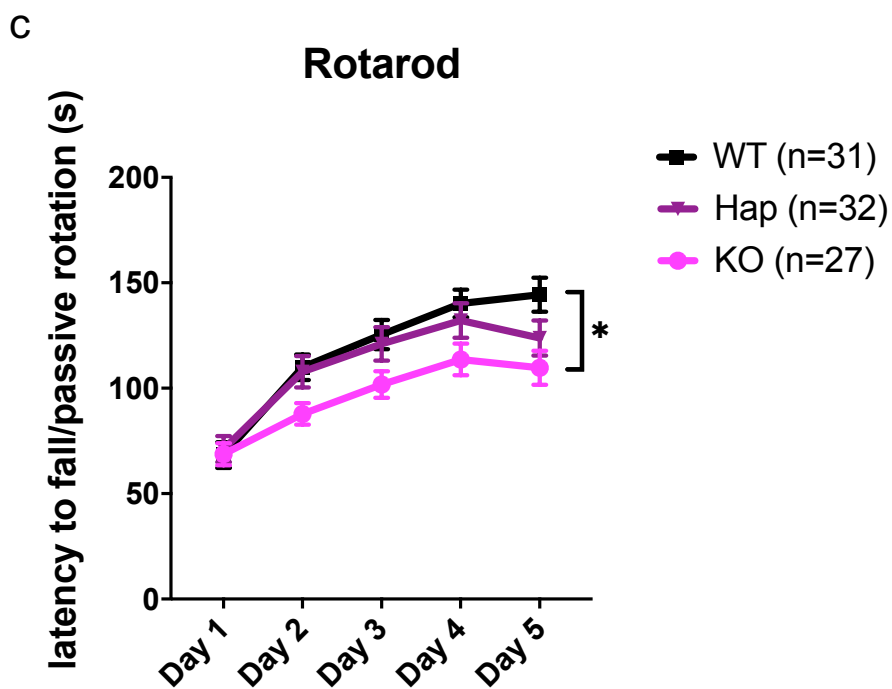 C
Rotarod
latency to fall/passive rotation (s)
200
150
100
50
0
Day 1
Day 2
Day 3
Day 4
Day 5
WT (n=31)
Hap (n=32)
KO (n=27)
*